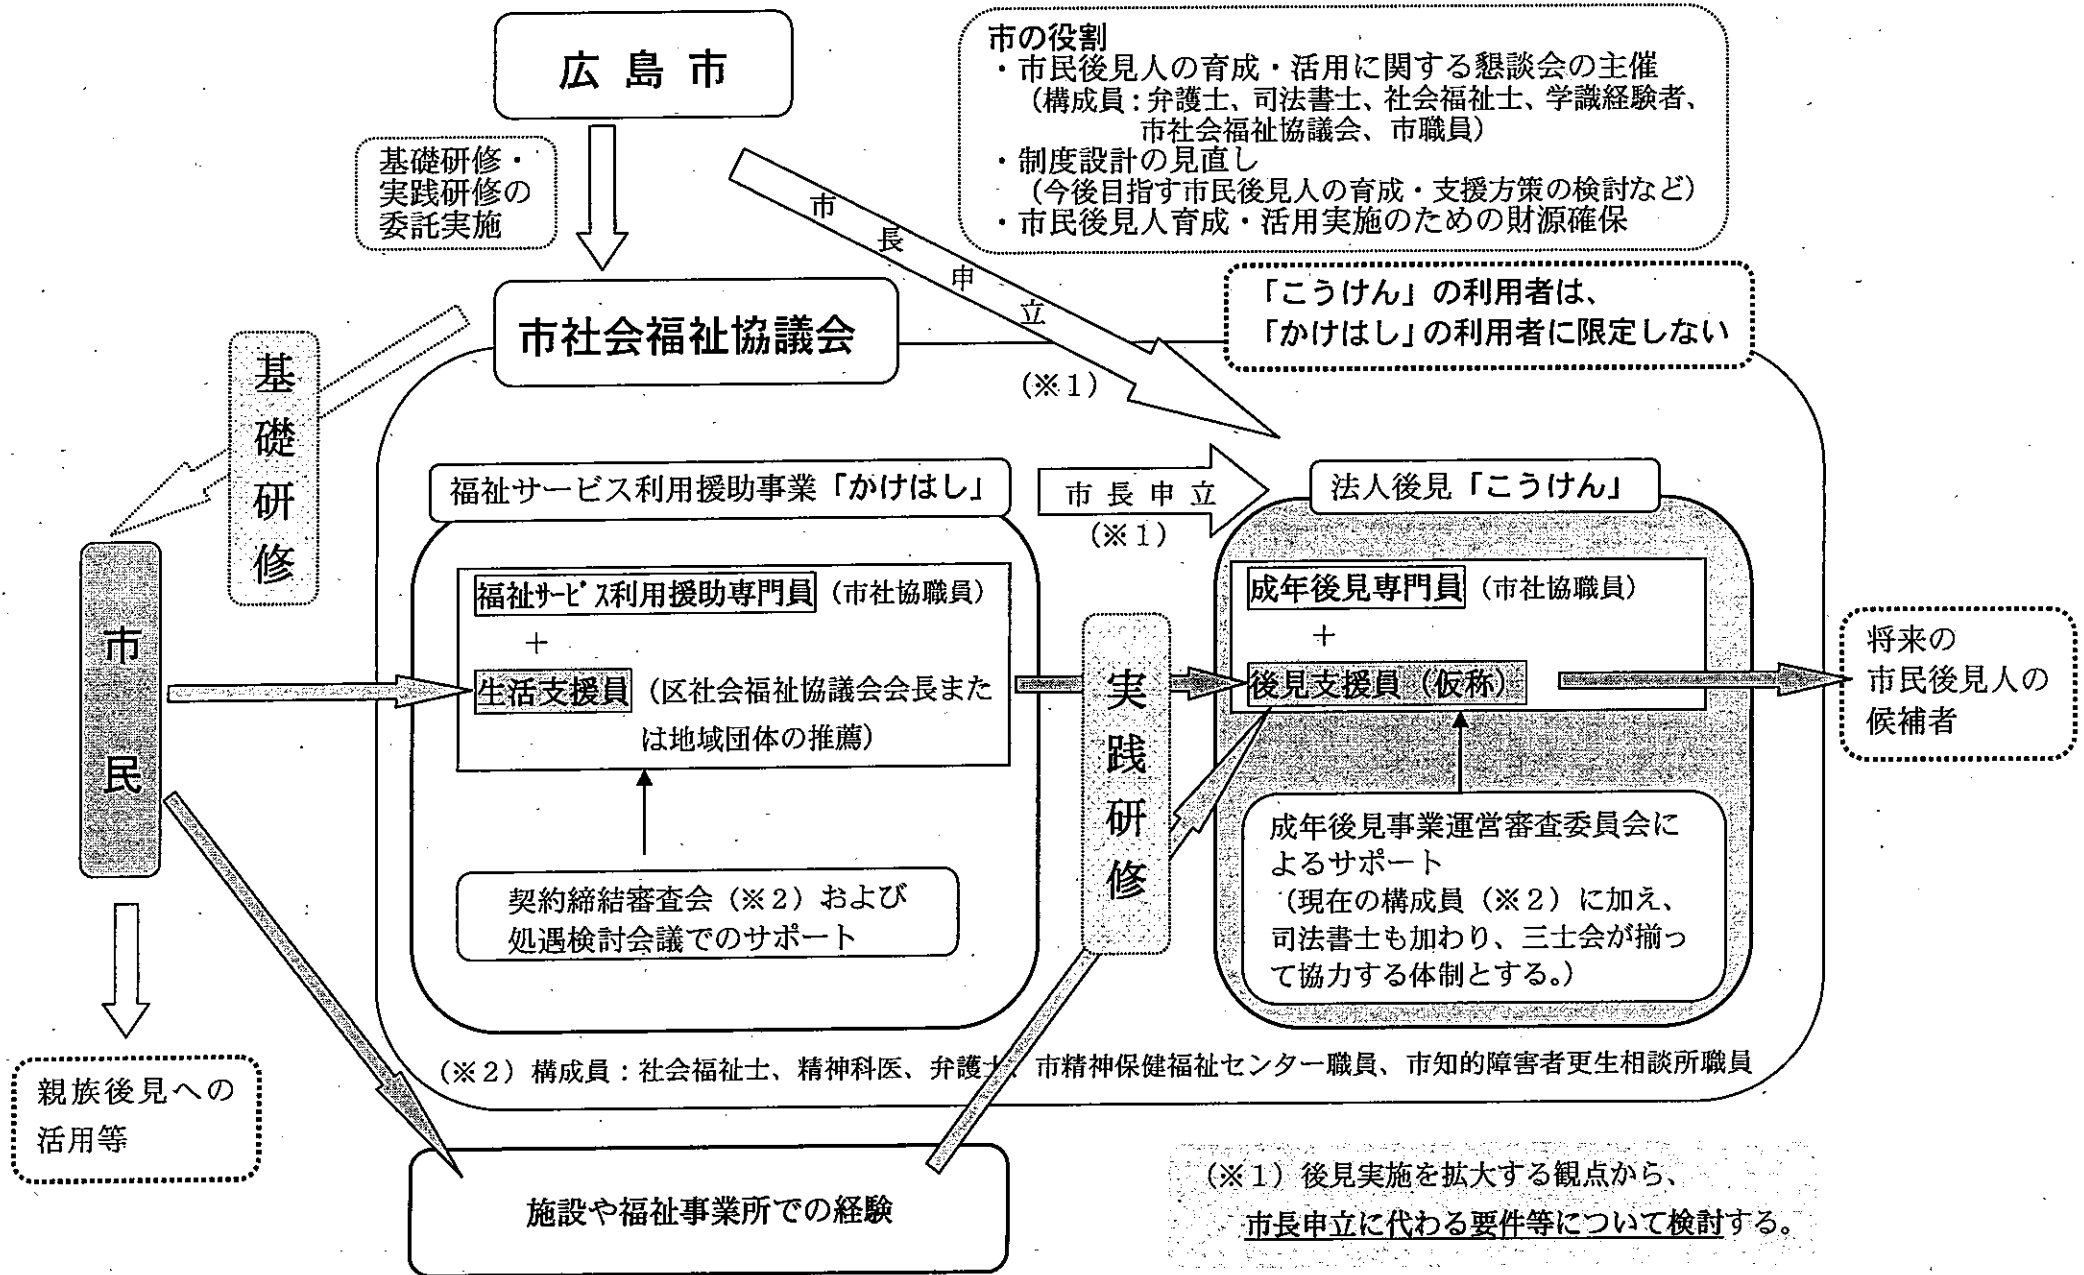 広島市
市の役割
・市民後見人の育成・活用に関する懇談会の主催
(構成員：弁護士、司法書士、社会福祉士、学識経験者、
市社会福祉協議会、市職員)
・制度設計の見直し
(今後目指す市民後見人の育成・支援方策の検討など)
・市民後見人育成・活用実施のための財源確保
基礎研修・
実践研修の
委託実施
市長申立
(※1)
「こうけん」の利用者は、
「かけはし」の利用者に限定しない
市社会福祉協議会
基礎研修
福祉サービス利用援助事業「かけはし」
市長申立
(※1)
法人後見「こうけん」
福祉ｻｰﾋﾞｽ利用援助専門員 (市社協職員)
＋
生活支援員 (区社会福祉協議会会長また
は地域団体の推薦)
契約締結審査会 (※2) および
処遇検討会議でのサポート
実践研修
成年後見専門員 (市社協職員)
＋
後見支援員 (仮称)
成年後見事業運営審査委員会に
よるサポート
(現在の構成員 (※2) に加え、
司法書士も加わり、三士会が揃っ
て協力する体制とする。)
将来の
市民後見人の
候補者
市民
親族後見への
活用等
(※2) 構成員：社会福祉士、精神科医、弁護士、市精神保健福祉センター職員、市知的障害者更生相談所職員
施設や福祉事業所での経験
(※1) 後見実施を拡大する観点から、
市長申立に代わる要件等について検討する。